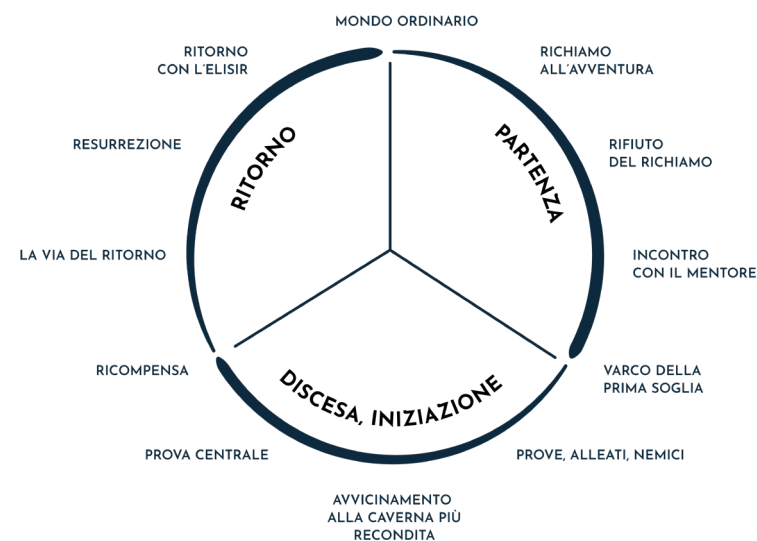 MONDO ORDINARIO
RICHIAMO
ALL'AVVENTURA
RIFIUTO
DEL RICHIAMO
INCONTRO
CON IL MENTORE
VARCO DELLA
PRIMA SOGLIA
PROVE, ALLEATI, NEMICI
AVVICINAMENTO
ALLA CAVERNA PIÙ
RECONDITA
PROVA CENTRALE
RICOMPENSA
LA VIA DEL RITORNO
RESURREZIONE
RITORNO
CON L'ELISIR
PARTENZA
DISCESA, INIZIAZIONE
RITORNO